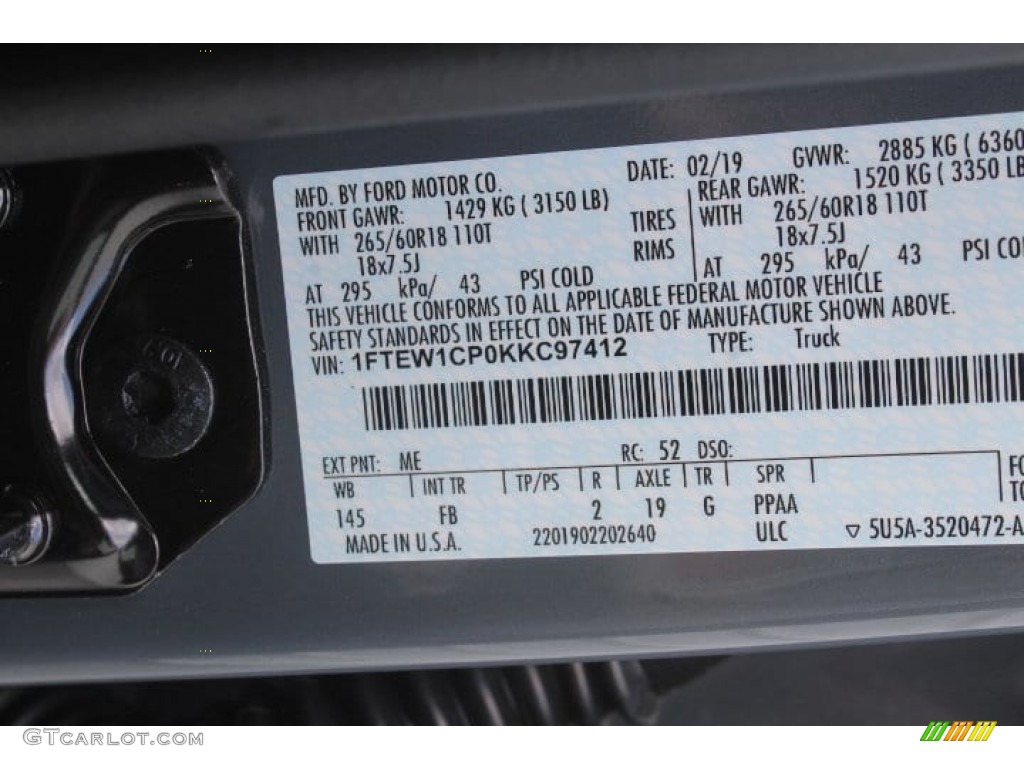 MFD. BY FORD MOTOR CO. DATE: 02/19 GVWR: 2885 KG ( 6360
FRONT GAWR: 1429 KG ( 3150 LB) REAR GAWR: 1520 KG ( 3350 LB
WITH 265/60R18 110T TIRES WITH 265/60R18 110T
18x7.5J RIMS 18x7.5J
AT 295 kPa/ 43 PSI COLD AT 295 kPa/ 43 PSI CO
THIS VEHICLE CONFORMS TO ALL APPLICABLE FEDERAL MOTOR VEHICLE
SAFETY STANDARDS IN EFFECT ON THE DATE OF MANUFACTURE SHOWN ABOVE.
VIN: 1FTEW1CP0KKC97412 TYPE: Truck
EXT PNT: ME RC: 52 DSO:
WB INT TR TP/PS R AXLE TR SPR
145 FB 2 19 G PPAA
MADE IN U.S.A. 2201902202640 ULC ▽ 5U5A-3520472-A
GTCarLot.com